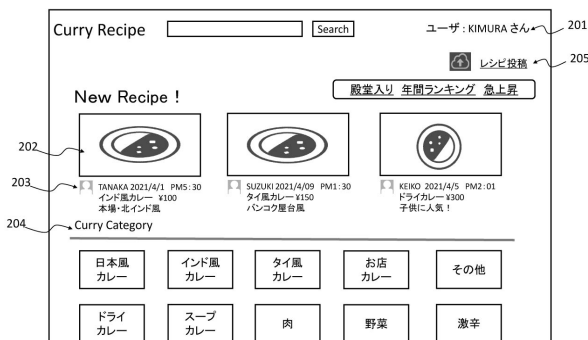 Curry Recipe
Search
ユーザ : KIMURA さん
201
レシピ投稿
205
殿堂入り 年間ランキング 急上昇
New Recipe !
202
203
TANAKA 2021/4/1 PM5:30
インド風カレー ¥100
本場・北インド風
SUZUKI 2021/4/09 PM1:30
タイ風カレー ¥150
バンコク屋台風
KEIKO 2021/4/5 PM2:01
ドライカレー ¥300
子供に人気！
204
Curry Category
日本風
カレー
インド風
カレー
タイ風
カレー
お店
カレー
その他
ドライ
カレー
スープ
カレー
肉
野菜
激辛